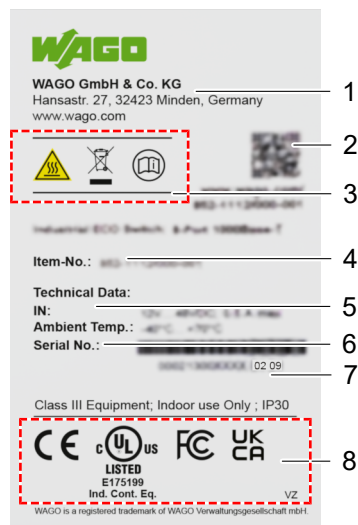 WAGO
WAGO GmbH & Co. KG
Hansastr. 27, 32423 Minden, Germany
www.wago.com
1
2
3
Industrial ECO Switch
Item-No.:
4
Technical Data:
IN:
5
Ambient Temp.:
Serial No.:
6
02 09
7
Class III Equipment; Indoor use Only ; IP30
CE
C UL US
LISTED
E175199
Ind. Cont. Eq.
FC
UK
CA
8
VZ
WAGO is a registered trademark of WAGO Verwaltungsgesellschaft mbH.